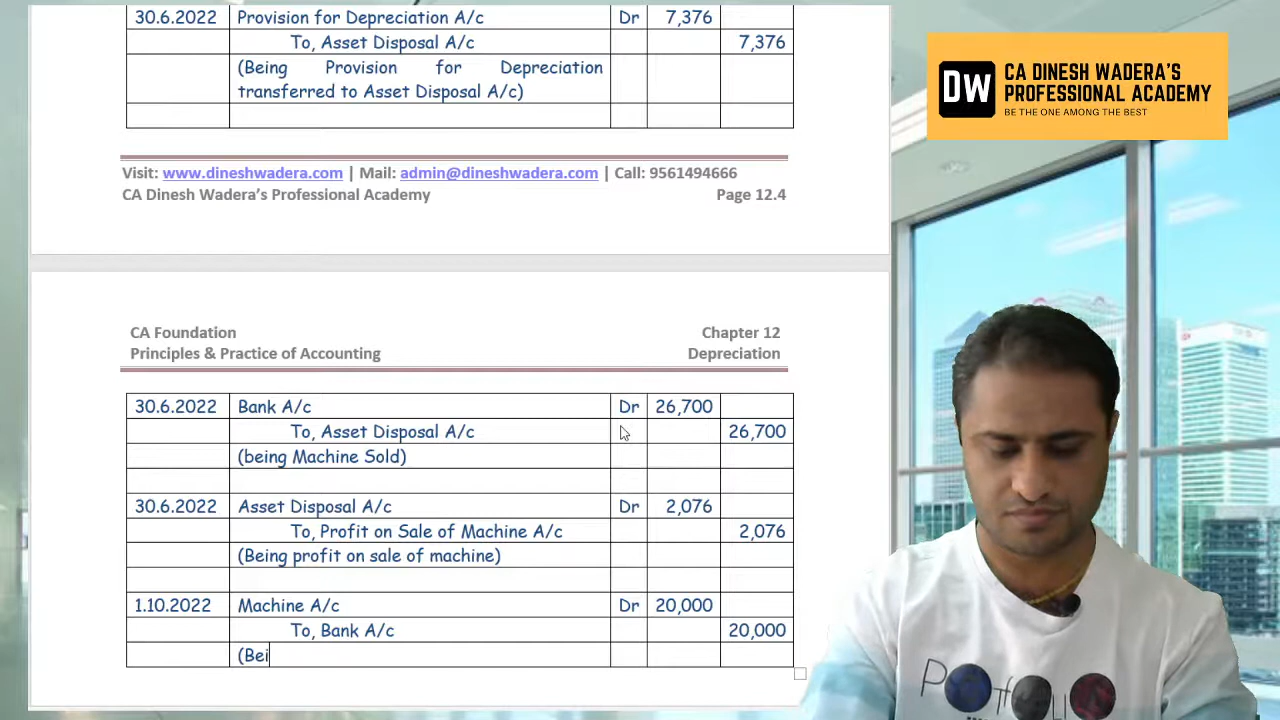 30.6.2022 Provision for Depreciation A/c Dr 7,376
To, Asset Disposal A/c 7,376
(Being Provision for Depreciation
transferred to Asset Disposal A/c)
Visit: www.dineshwadera.com | Mail: admin@dineshwadera.com | Call: 9561494666
CA Dinesh Wadera's Professional Academy Page 12.4
CA Foundation Chapter 12
Principles & Practice of Accounting Depreciation
30.6.2022 Bank A/c Dr 26,700
To, Asset Disposal A/c 26,700
(being Machine Sold)
30.6.2022 Asset Disposal A/c Dr 2,076
To, Profit on Sale of Machine A/c 2,076
(Being profit on sale of machine)
1.10.2022 Machine A/c Dr 20,000
To, Bank A/c 20,000
(Bei
DW
CA DINESH WADERA'S
PROFESSIONAL ACADEMY
BE THE ONE AMONG THE BEST